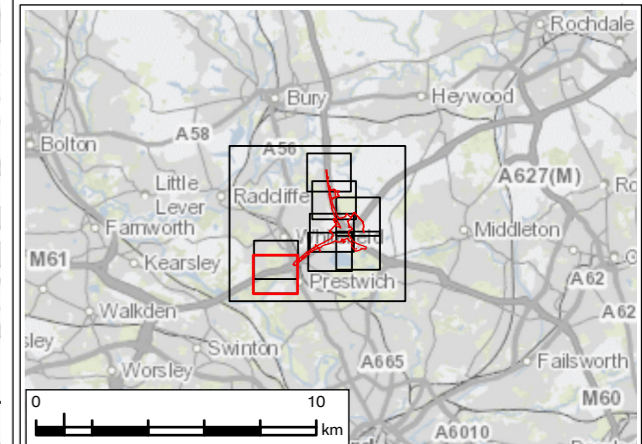 Rochdale
Bury
Heywood
A58
Bolton
A56
A627(M)
Little
Lever
Radcliffe
Farnworth
Middleton
M61
Kearsley
A62
Prestwich
Walkden
A62
Swinton
Worsley
A665
Failsworth
M60
0
10
km
A6010